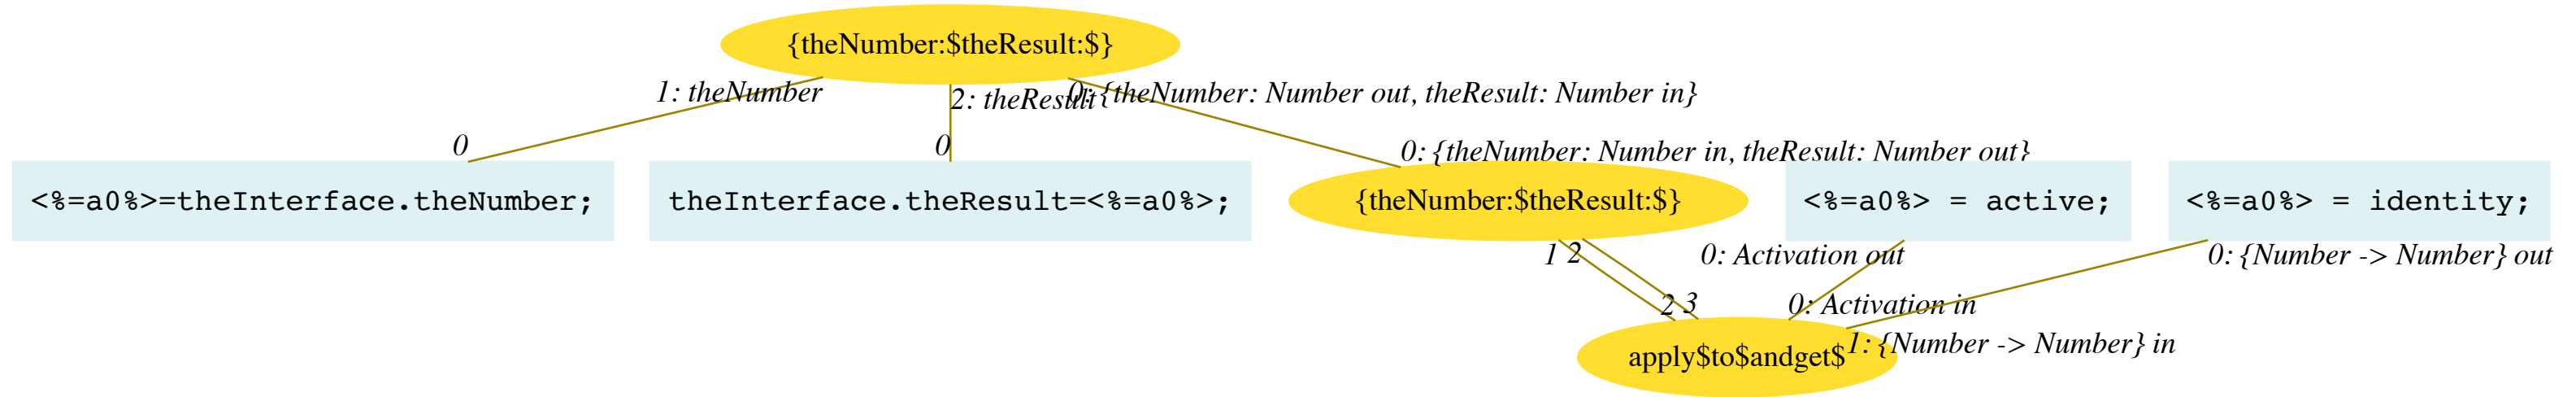 {theNumber:$theResult:$}
1: theNumber
2: theResult
0: {theNumber: Number out, theResult: Number in}
0
0
0: {theNumber: Number in, theResult: Number out}
<%=a0%>=theInterface.theNumber;
theInterface.theResult=<%=a0%>;
{theNumber:$theResult:$}
<%=a0%> = active;
<%=a0%> = identity;
1
2
0: Activation out
0: {Number -> Number} out
2
3
0: Activation in
1: {Number -> Number} in
apply$to$andget$